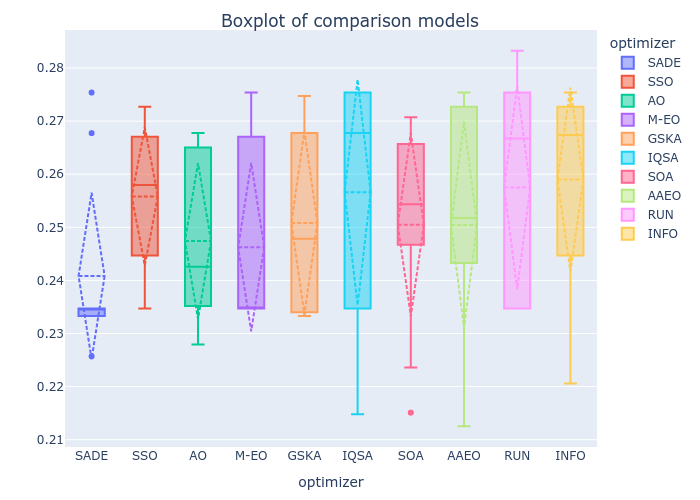 Boxplot of comparison models
optimizer
SADE
SSO
AO
M-EO
GSKA
IQSA
SOA
AAEO
RUN
INFO
0.28
0.27
0.26
0.25
0.24
0.23
0.22
0.21
SADE SSO AO M-EO GSKA IQSA SOA AAEO RUN INFO
optimizer